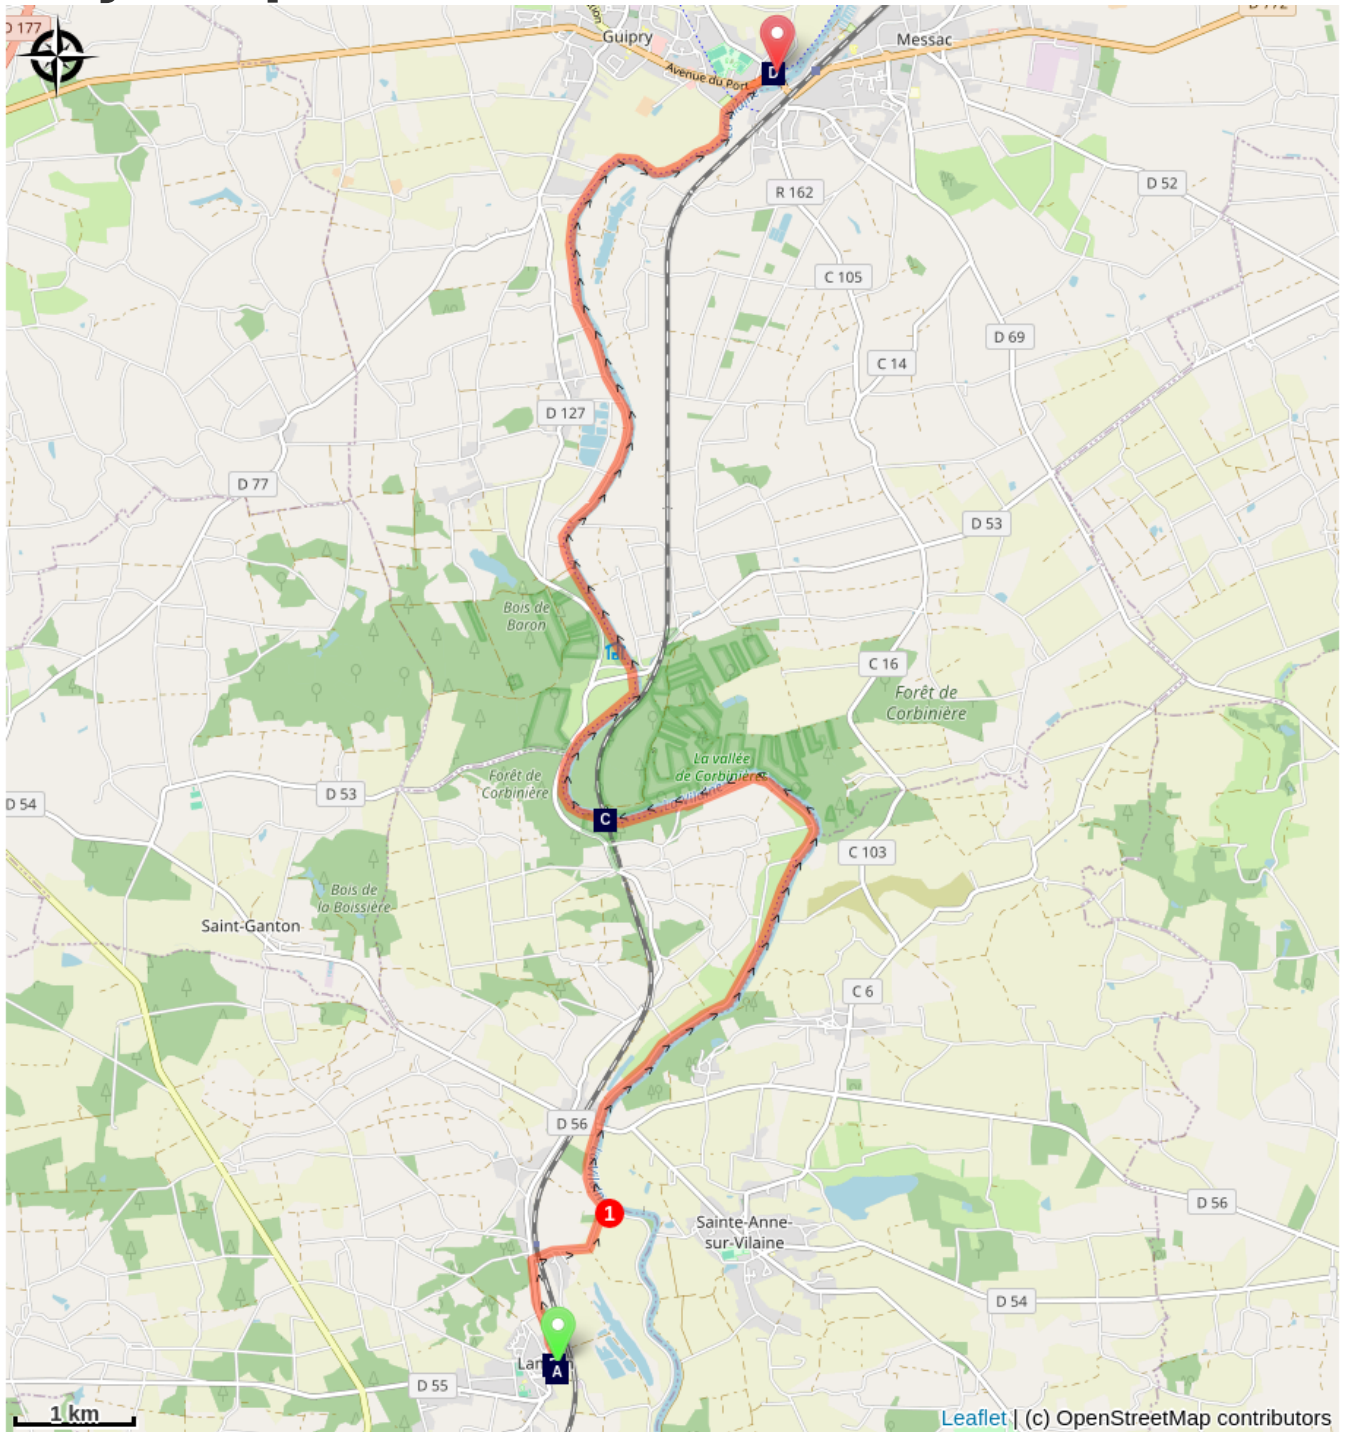 D 177
Guipry
Messac
D 772
D
Avenue du Port
D 52
R 162
C 105
D 69
C 14
D 127
D 77
D 53
Bois de
Baron
C 16
Forêt de
Corbinière
La vallée
de Corbinière
Forêt de
Corbinière
D 54
D 53
C
C 103
Bois de
la Boissière
Saint-Ganton
C 6
D 56
1
D 56
Sainte-Anne-
sur-Vilaine
D 54
A
D 55
1 km
Leaflet | (c) OpenStreetMap contributors